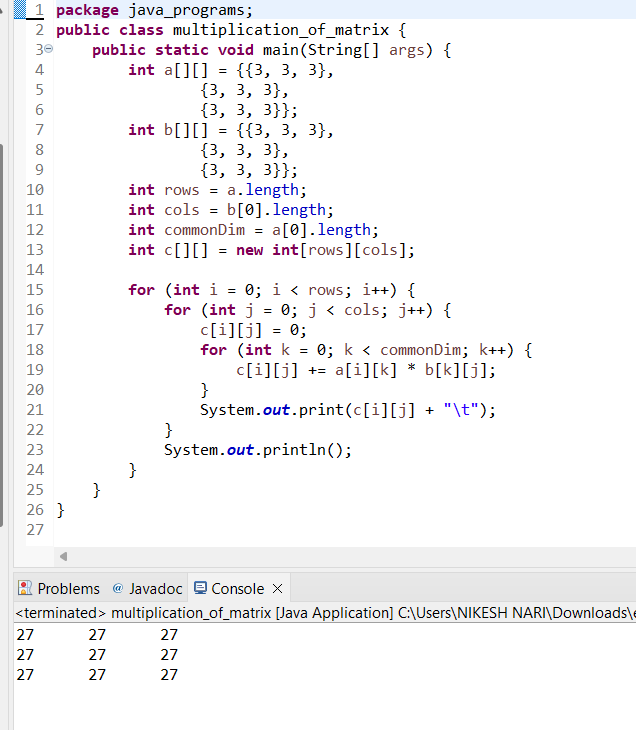 1 package java_programs;
2 public class multiplication_of_matrix {
3 public static void main(String[] args) {
4 int a[][] = {{3, 3, 3},
5 {3, 3, 3},
6 {3, 3, 3}};
7 int b[][] = {{3, 3, 3},
8 {3, 3, 3},
9 {3, 3, 3}};
10 int rows = a.length;
11 int cols = b[0].length;
12 int commonDim = a[0].length;
13 int c[][] = new int[rows][cols];
14
15 for (int i = 0; i < rows; i++) {
16 for (int j = 0; j < cols; j++) {
17 c[i][j] = 0;
18 for (int k = 0; k < commonDim; k++) {
19 c[i][j] += a[i][k] * b[k][j];
20 }
21 System.out.print(c[i][j] + "\t");
22 }
23 System.out.println();
24 }
25 }
26 }
27
Problems @ Javadoc Console
<terminated> multiplication_of_matrix [Java Application] C:\Users\NIKESH NARI\Downloads\
27 27 27
27 27 27
27 27 27